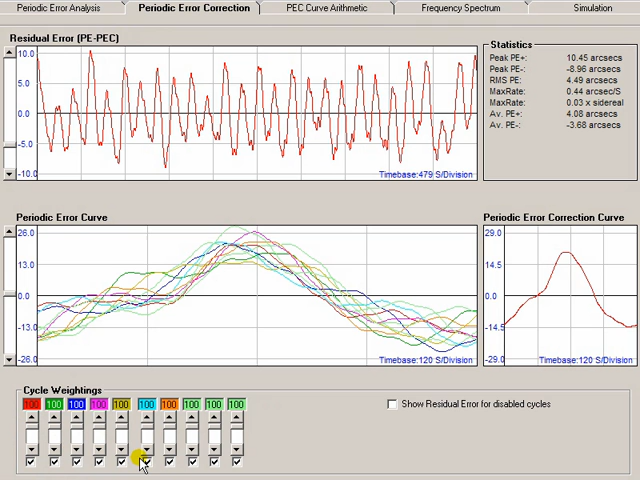 Periodic Error Analysis Periodic Error Correction PEC Curve Arithmetic Frequency Spectrum Simulation
Residual Error (PE-PEC)
10.0
5.0
0.0
-5.0
-10.0
Timebase:479 S/Division
Statistics
Peak PE+: 10.45 arcsecs
Peak PE-: -8.96 arcsecs
RMS PE: 4.49 arcsecs
MaxRate: 0.44 arcsec/S
MaxRate: 0.03 x sidereal
Av. PE+: 4.08 arcsecs
Av. PE-: -3.68 arcsecs
Periodic Error Curve
26.0
13.0
0.0
-13.0
-26.0
Timebase:120 S/Division
Periodic Error Correction Curve
29.0
14.5
0.0
-14.5
-29.0
Timebase:120 S/Division
Cycle Weightings
100 100 100 100 100 100 100 100 100 100
Show Residual Error for disabled cycles